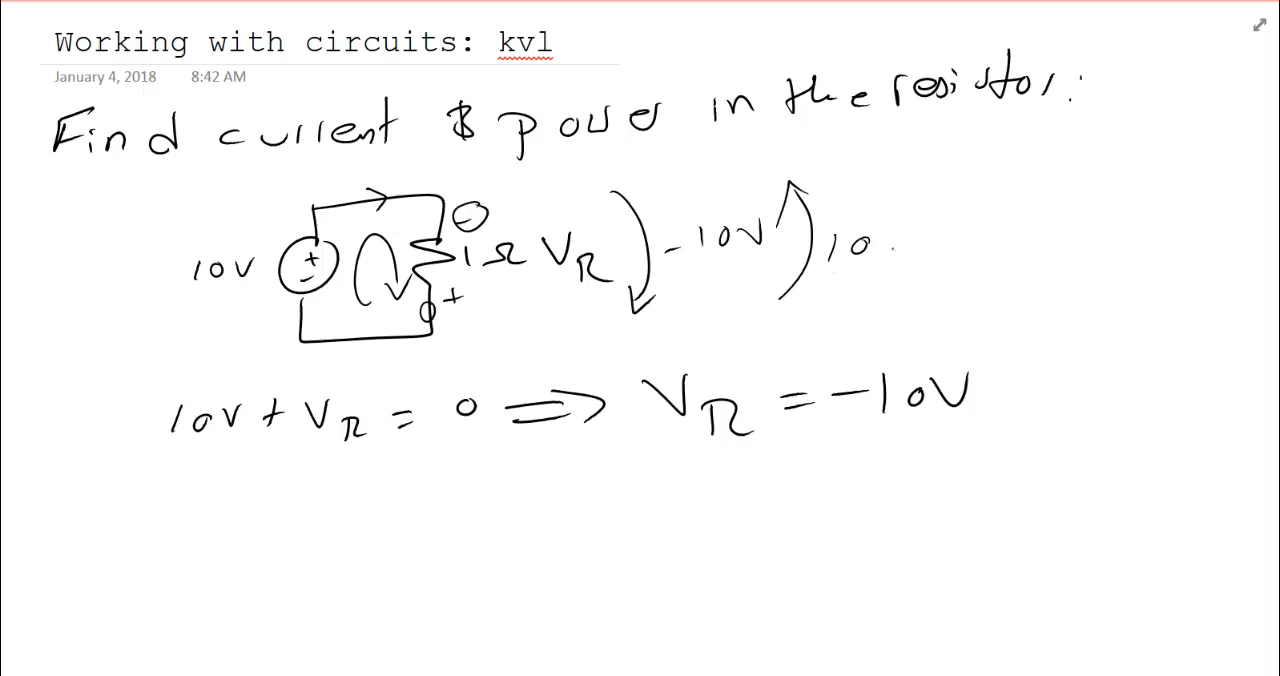 Working with circuits: kvl
January 4, 2018 8:42 AM
Find current & power in the resistor:
10V + - 1Ω - + VR -10V 10
10V + VR = 0 ⇒ VR = -10V